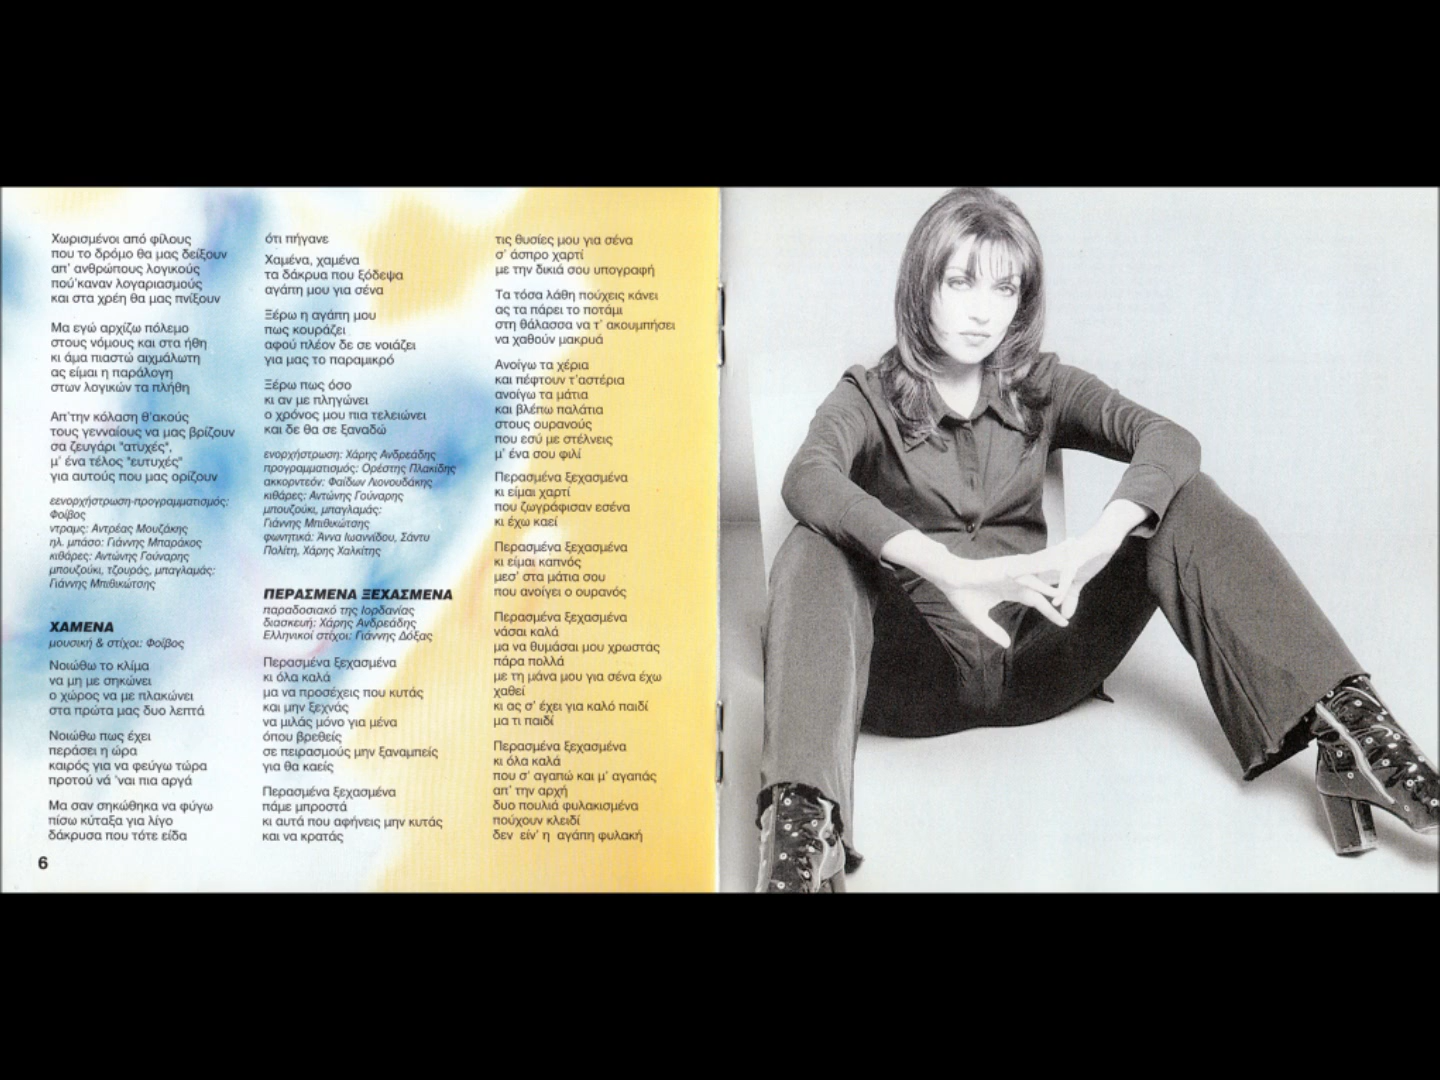 Χωρισμένοι από φίλους
που το δρόμο θα μας δείξουν
απ' ανθρώπους λογικούς
πού'καναν λογαριασμούς
και στα χρέη θα μας πνίξουν
Μα εγώ αρχίζω πόλεμο
στους νόμους και στα ήθη
κι άμα πιαστώ αιχμάλωτη
ας είμαι η παράλογη
στων λογικών τα πλήθη
Απ'την κόλαση θ'ακούς
τους γενναίους να μας βρίζουν
σα ζευγάρι "ατυχές",
μ' ένα τέλος "ευτυχές"
για αυτούς που μας ορίζουν
εενορχήστρωση-προγραμματισμός:
Φοίβος
ντραμς: Αντρέας Μουζάκης
ηλ. μπάσο: Γιάννης Μπαράκος
κιθάρες: Αντώνης Γούναρης
μπουζούκι, τζουράς, μπαγλαμάς:
Γιάννης Μπιθικώτσης
ΧΑΜΕΝΑ
μουσική & στίχοι: Φοίβος
Νοιώθω το κλίμα
να μη με σηκώνει
ο χώρος να με πλακώνει
στα πρώτα μας δυο λεπτά
Νοιώθω πως έχει
περάσει η ώρα
καιρός για να φεύγω τώρα
προτού νά 'ναι πια αργά
Μα σαν σηκώθηκα να φύγω
πίσω κύταξα για λίγο
δάκρυσα που τότε είδα
6
ότι πήγανε
Χαμένα, χαμένα
τα δάκρυα που ξόδεψα
αγάπη μου για σένα
Ξέρω η αγάπη μου
πως κουράζει
αφού πλέον δε σε νοιάζει
για μας το παραμικρό
Ξέρω πως όσο
κι αν με πληγώνει
ο χρόνος μου πια τελειώνει
και δε θα σε ξαναδώ
ενορχήστρωση: Χάρης Ανδρεάδης
προγραμματισμός: Ορέστης Πλακίδης
ακκορντεόν: Φαίδων Λιονουδάκης
κιθάρες: Αντώνης Γούναρης
μπουζούκι, μπαγλαμάς:
Γιάννης Μπιθικώτσης
φωνητικά: Άννα Ιωαννίδου, Σάντυ
Πολίτη, Χάρης Χαλκίτης
ΠΕΡΑΣΜΕΝΑ ΞΕΧΑΣΜΕΝΑ
παραδοσιακό της Ιορδανίας
διασκευή: Χάρης Ανδρεάδης
Ελληνικοί στίχοι: Γιάννης Δόξας
Περασμένα ξεχασμένα
κι όλα καλά
μα να προσέχεις που κυτάς
και μην ξεχνάς
να μιλάς μόνο για μένα
όπου βρεθείς
σε πειρασμούς μην ξαναμπείς
για θα καείς
Περασμένα ξεχασμένα
πάμε μπροστά
κι αυτά που αφήνεις μην κυτάς
και να κρατάς
τις θυσίες μου για σένα
σ' άσπρο χαρτί
με την δικιά σου υπογραφή
Τα τόσα λάθη πούχεις κάνει
ας τα πάρει το ποτάμι
στη θάλασσα να τ' ακουμπήσει
να χαθούν μακρυά
Ανοίγω τα χέρια
και πέφτουν τ'αστέρια
ανοίγω τα μάτια
και βλέπω παλάτια
στους ουρανούς
που εσύ με στέλνεις
μ' ένα σου φιλί
Περασμένα ξεχασμένα
κι είμαι χαρτί
που ζωγράφισαν εσένα
κι έχω καεί
Περασμένα ξεχασμένα
κι είμαι καπνός
μεσ' στα μάτια σου
που ανοίγει ο ουρανός
Περασμένα ξεχασμένα
νάσαι καλά
μα να θυμάσαι μου χρωστάς
πάρα πολλά
με τη μάνα μου για σένα έχω
χαθεί
κι ας σ' έχει για καλό παιδί
μα τι παιδί
Περασμένα ξεχασμένα
κι όλα καλά
που σ' αγαπώ και μ' αγαπάς
απ' την αρχή
δυο πουλιά φυλακισμένα
πούχουν κλειδί
δεν είν' η αγάπη φυλακή